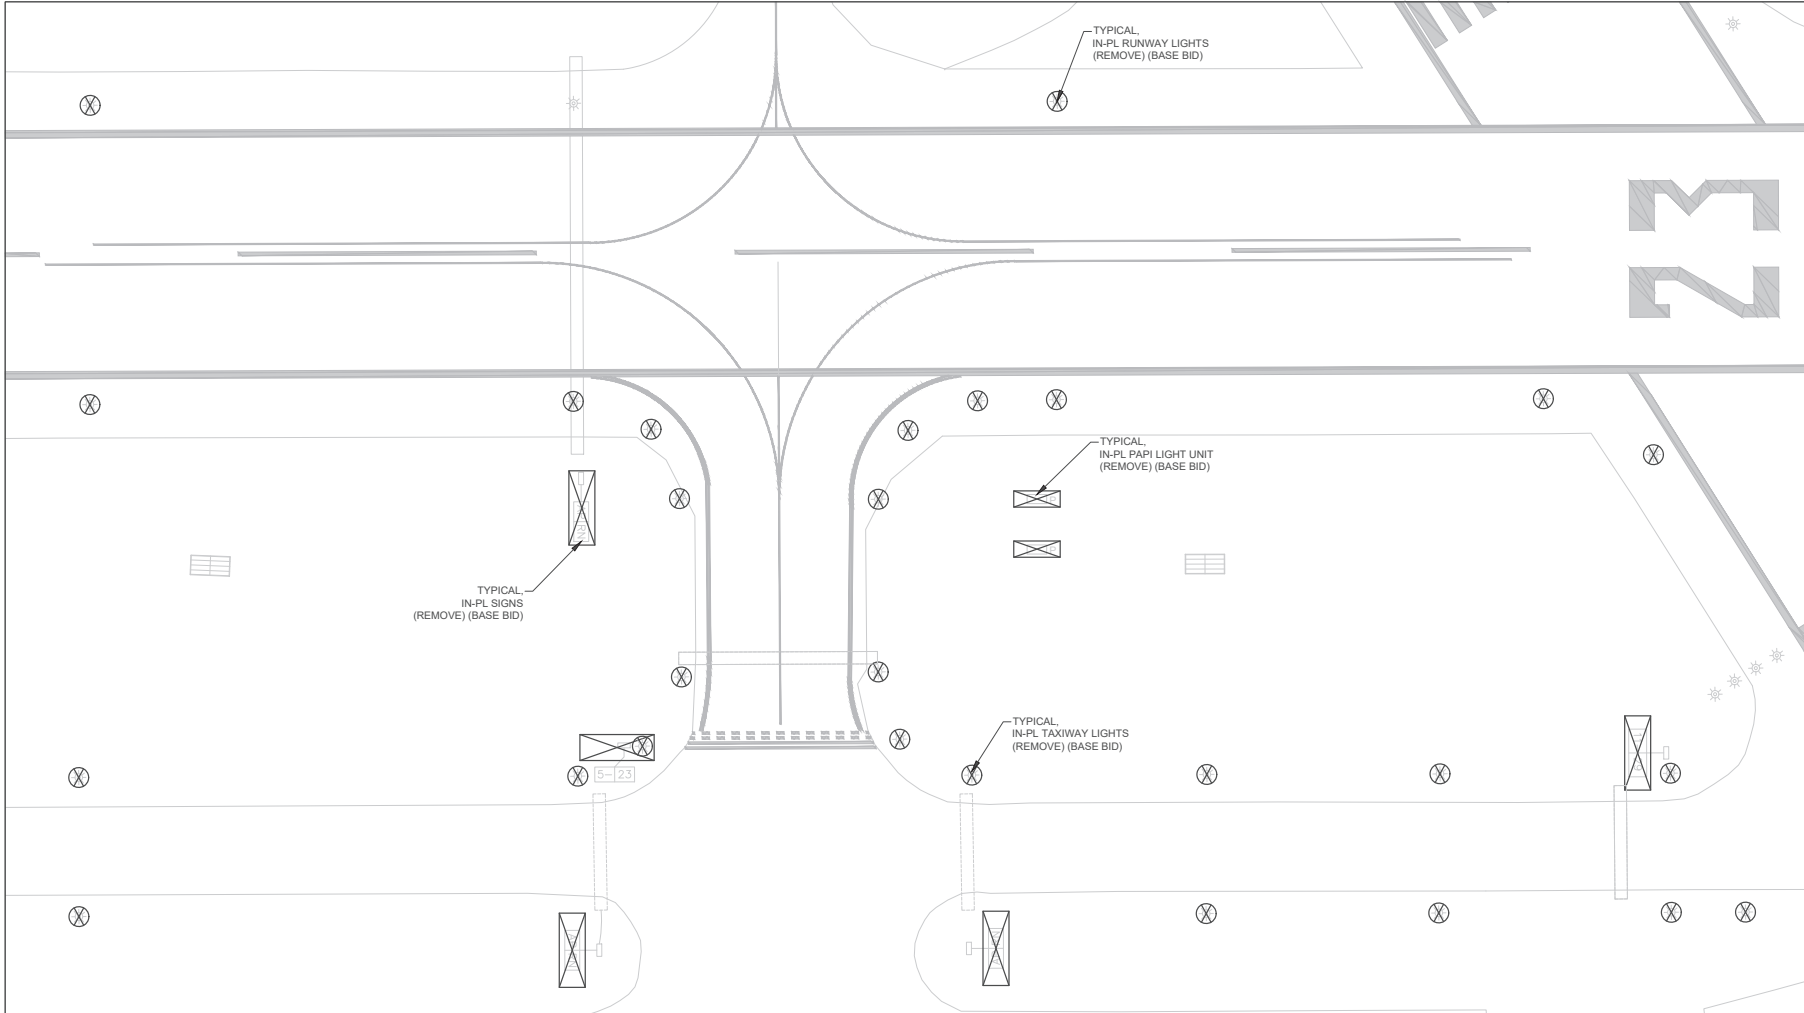 TYPICAL,
IN-PL RUNWAY LIGHTS
(REMOVE) (BASE BID)
23
TYPICAL,
IN-PL PAPI LIGHT UNIT
(REMOVE) (BASE BID)
TYPICAL,
IN-PL SIGNS
(REMOVE) (BASE BID)
TYPICAL,
IN-PL TAXIWAY LIGHTS
(REMOVE) (BASE BID)
5-23